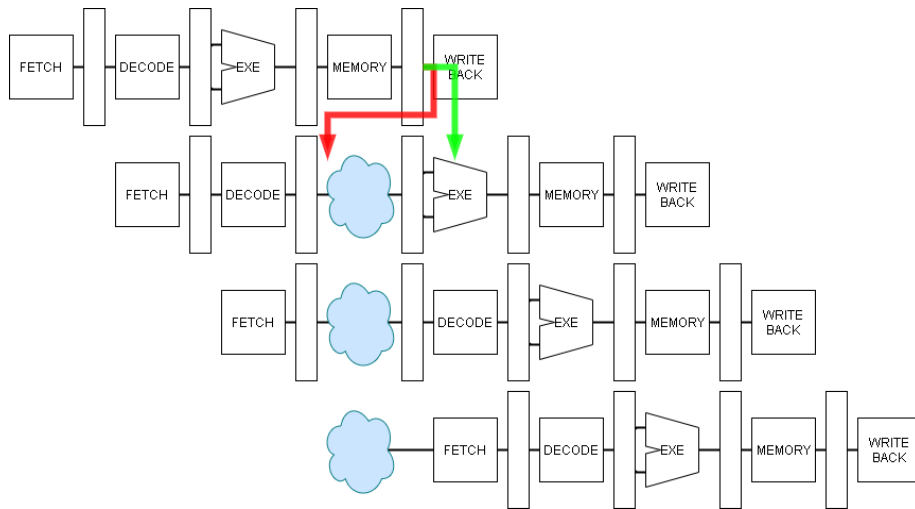 FETCH
DECODE
EXE
MEMORY
WRITE
BACK
FETCH
DECODE
EXE
MEMORY
WRITE
BACK
FETCH
DECODE
EXE
MEMORY
WRITE
BACK
FETCH
DECODE
EXE
MEMORY
WRITE
BACK